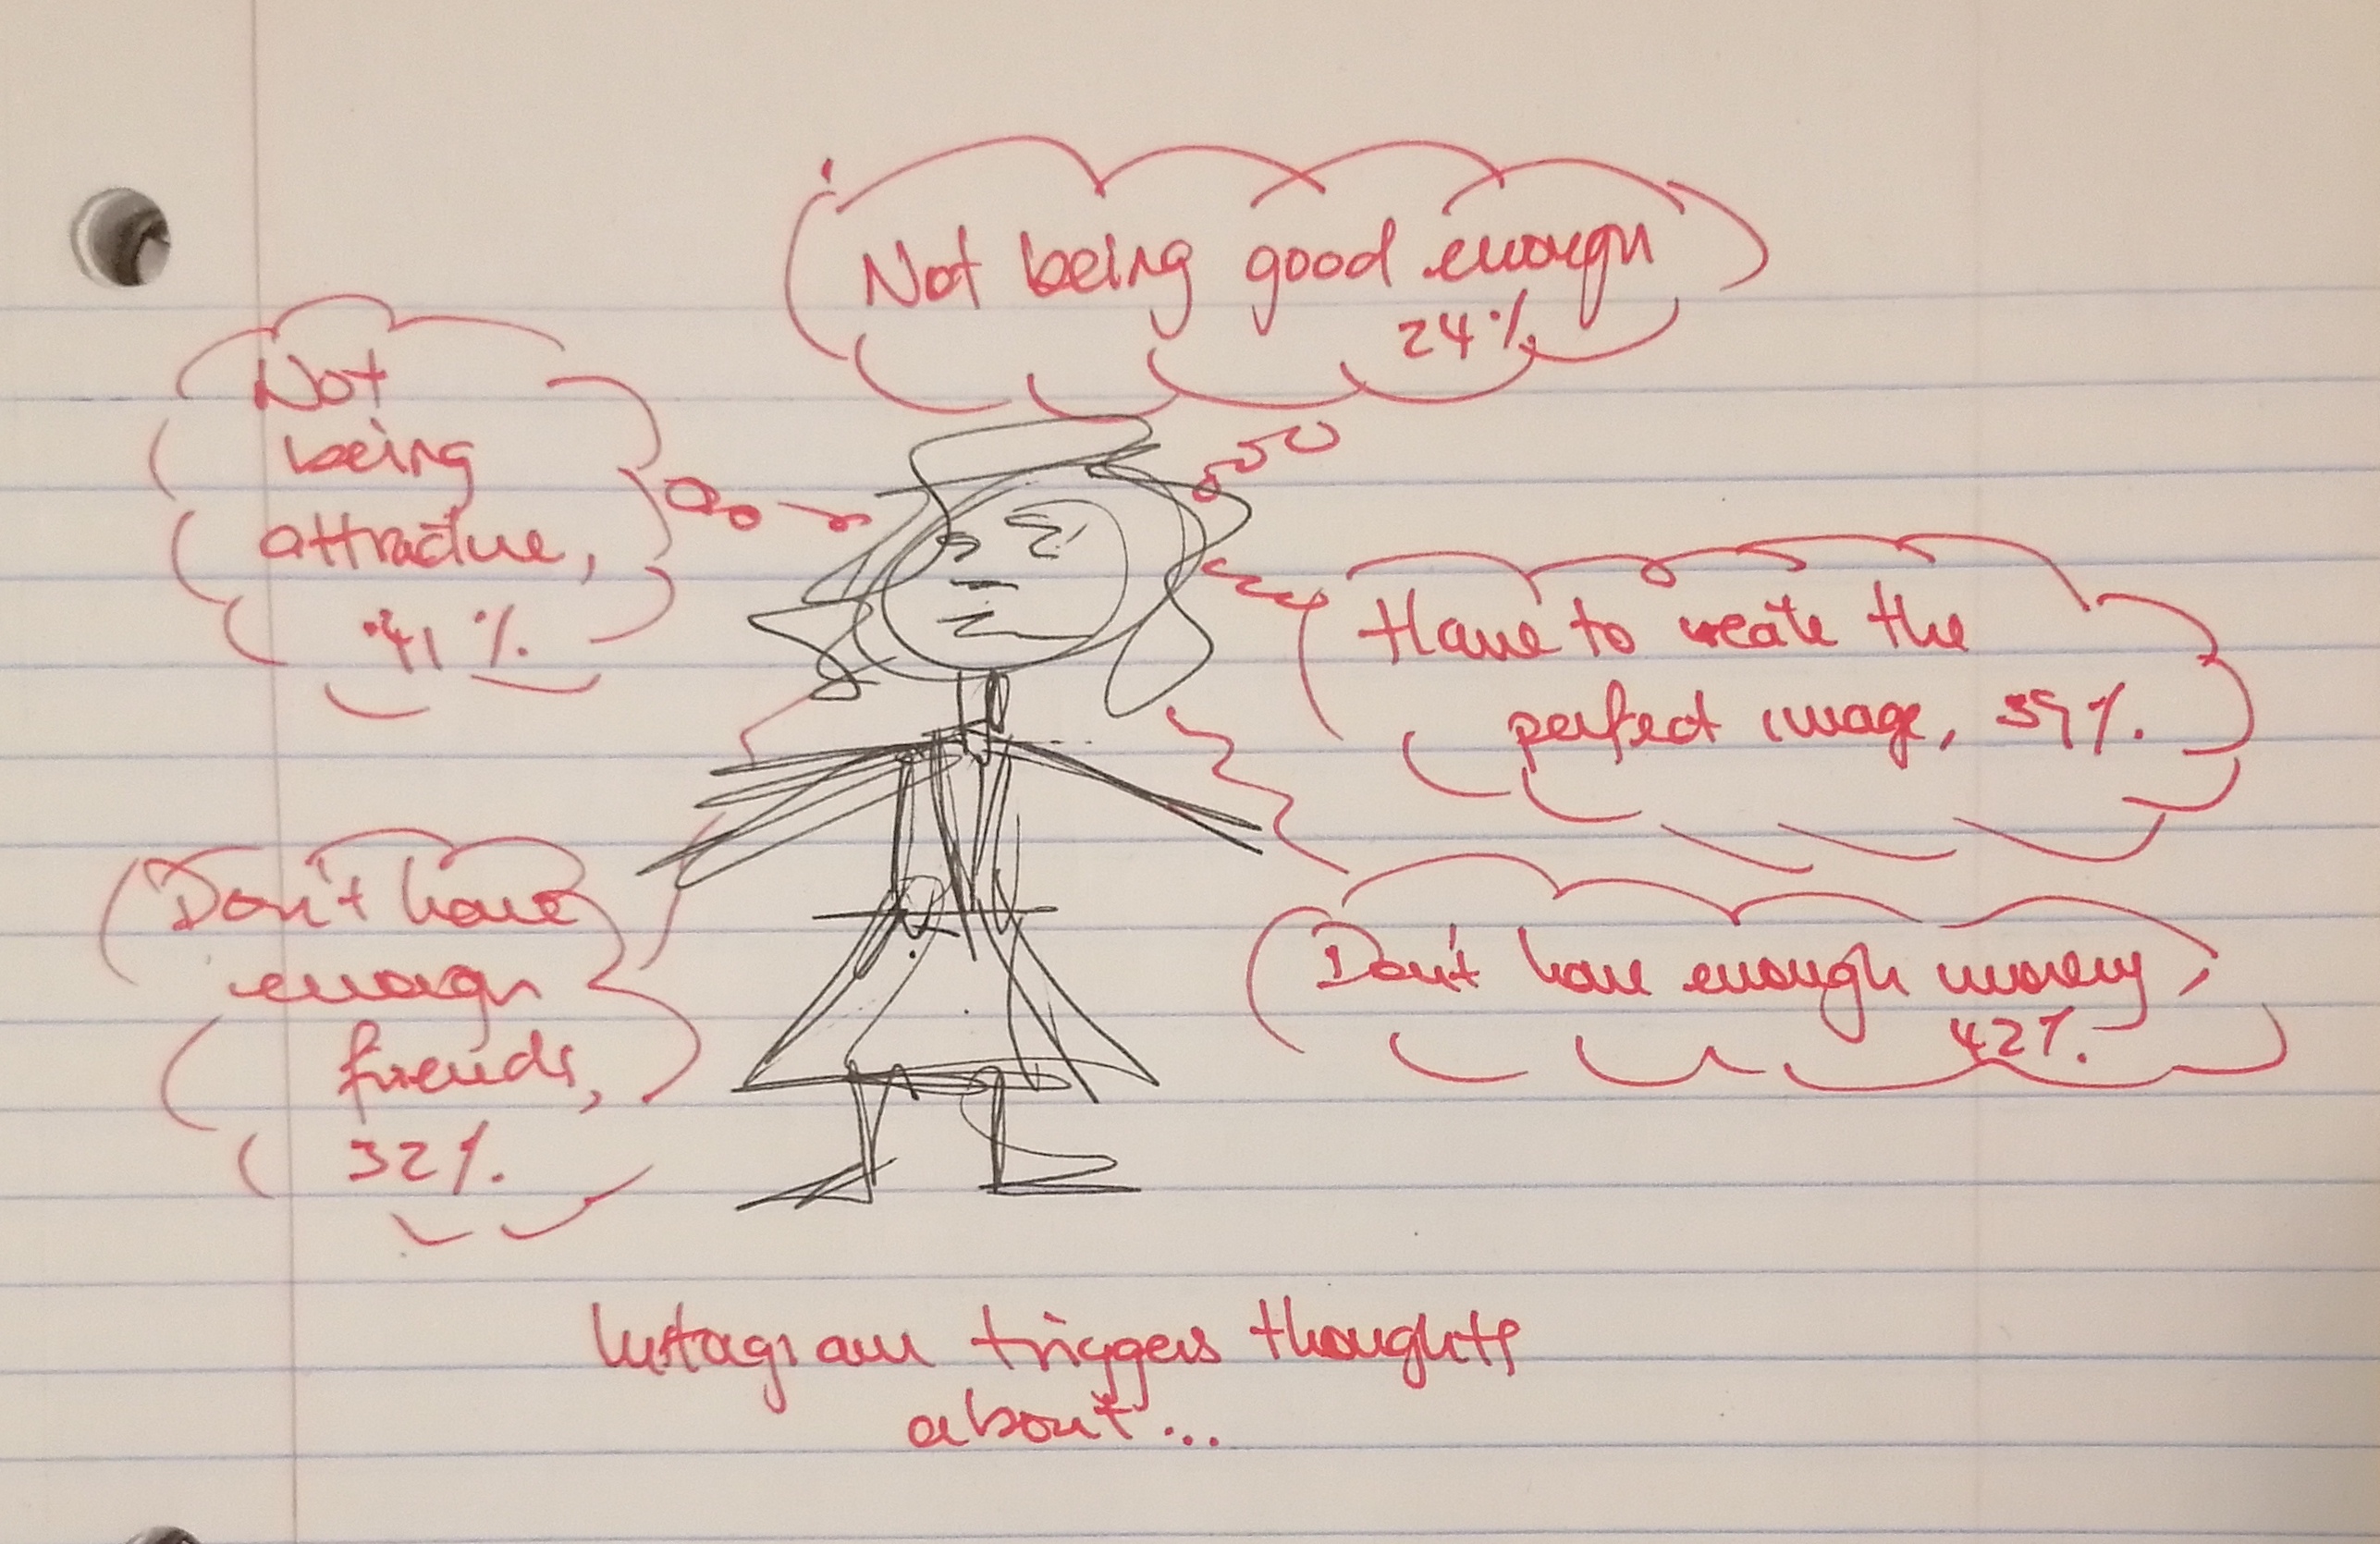 Not being good enough
24%
Not
being
attractive,
41%
Have to create the
perfect image, 39%.
Don't have
enough
friends,
32%.
Don't have enough money,
42%.
Instagram triggers thoughts
about...